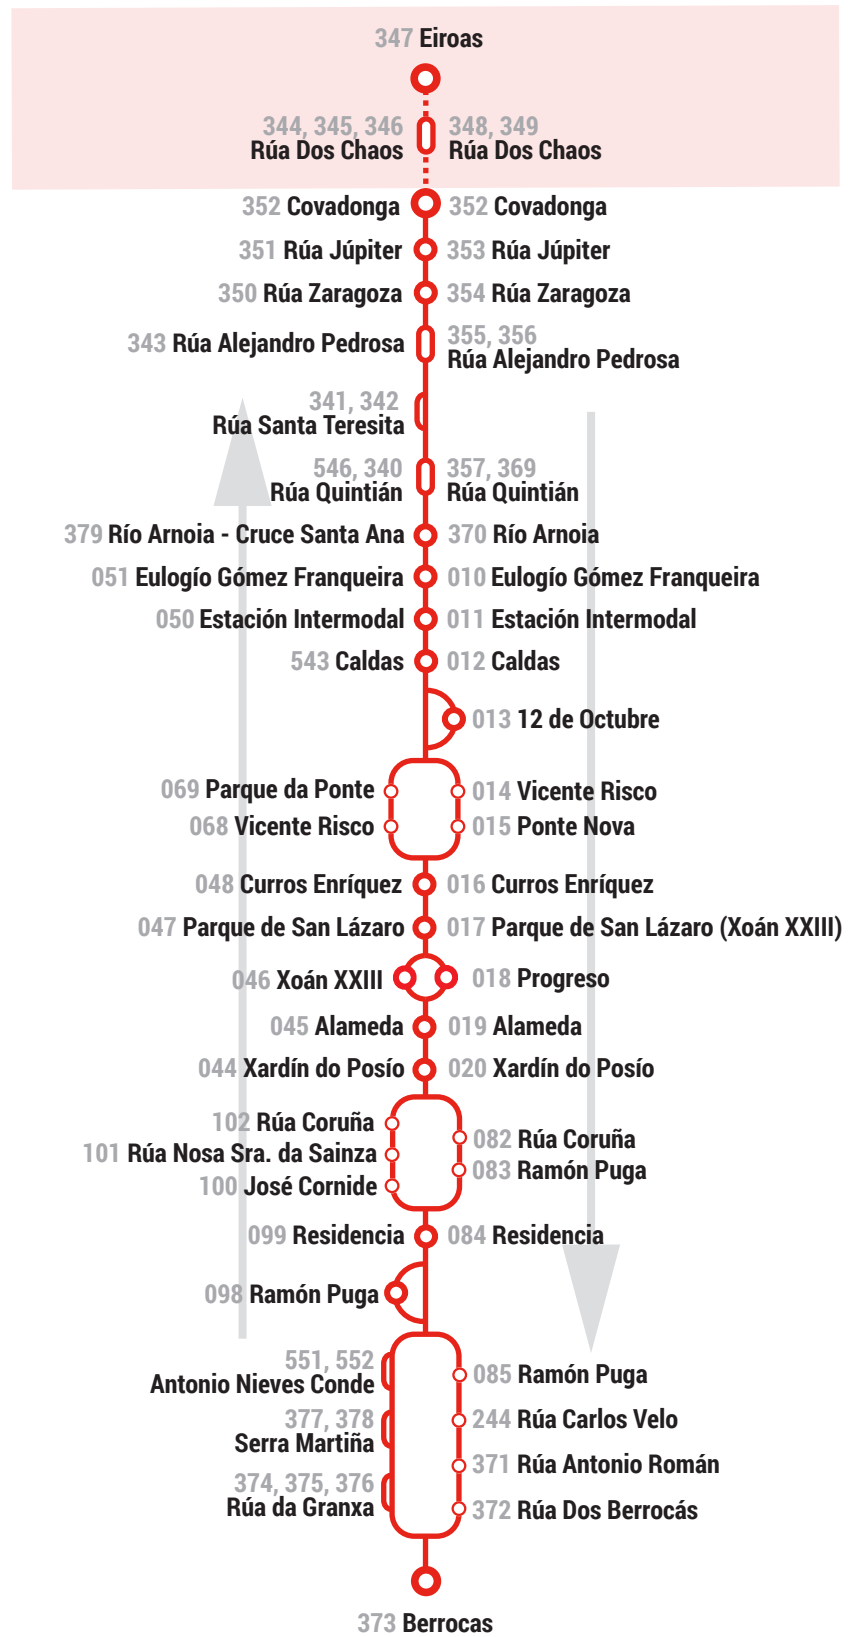 347 Eiroas
344, 345, 346 348, 349
Rúa Dos Chaos Rúa Dos Chaos
352 Covadonga 352 Covadonga
351 Rúa Júpiter 353 Rúa Júpiter
350 Rúa Zaragoza 354 Rúa Zaragoza
343 Rúa Alejandro Pedrosa 355, 356
Rúa Alejandro Pedrosa
341, 342
Rúa Santa Teresita
546, 340 357, 369
Rúa Quintián Rúa Quintián
379 Río Arnoia - Cruce Santa Ana 370 Río Arnoia
051 Eulogío Gómez Franqueira 010 Eulogío Gómez Franqueira
050 Estación Intermodal 011 Estación Intermodal
543 Caldas 012 Caldas
013 12 de Octubre
069 Parque da Ponte 014 Vicente Risco
068 Vicente Risco 015 Ponte Nova
048 Curros Enríquez 016 Curros Enríquez
047 Parque de San Lázaro 017 Parque de San Lázaro (Xoán XXIII)
046 Xoán XXIII 018 Progreso
045 Alameda 019 Alameda
044 Xardín do Posío 020 Xardín do Posío
102 Rúa Coruña 082 Rúa Coruña
101 Rúa Nosa Sra. da Sainza 083 Ramón Puga
100 José Cornide
099 Residencia 084 Residencia
098 Ramón Puga
551, 552 085 Ramón Puga
Antonio Nieves Conde
377, 378 244 Rúa Carlos Velo
Serra Martiña
374, 375, 376 371 Rúa Antonio Román
Rúa da Granxa 372 Rúa Dos Berrocás
373 Berrocas